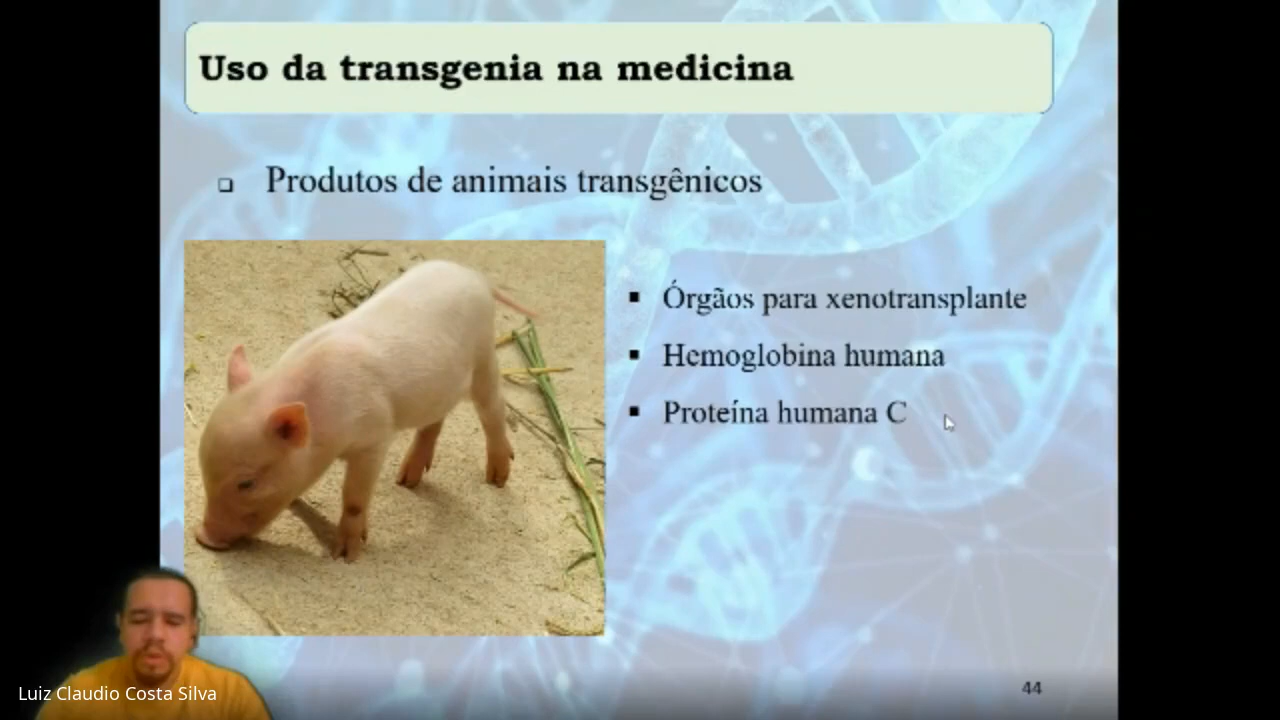 Uso da transgenia na medicina
Produtos de animais transgênicos
Órgãos para xenotransplante
Hemoglobina humana
Proteína humana C
Luiz Claudio Costa Silva
44